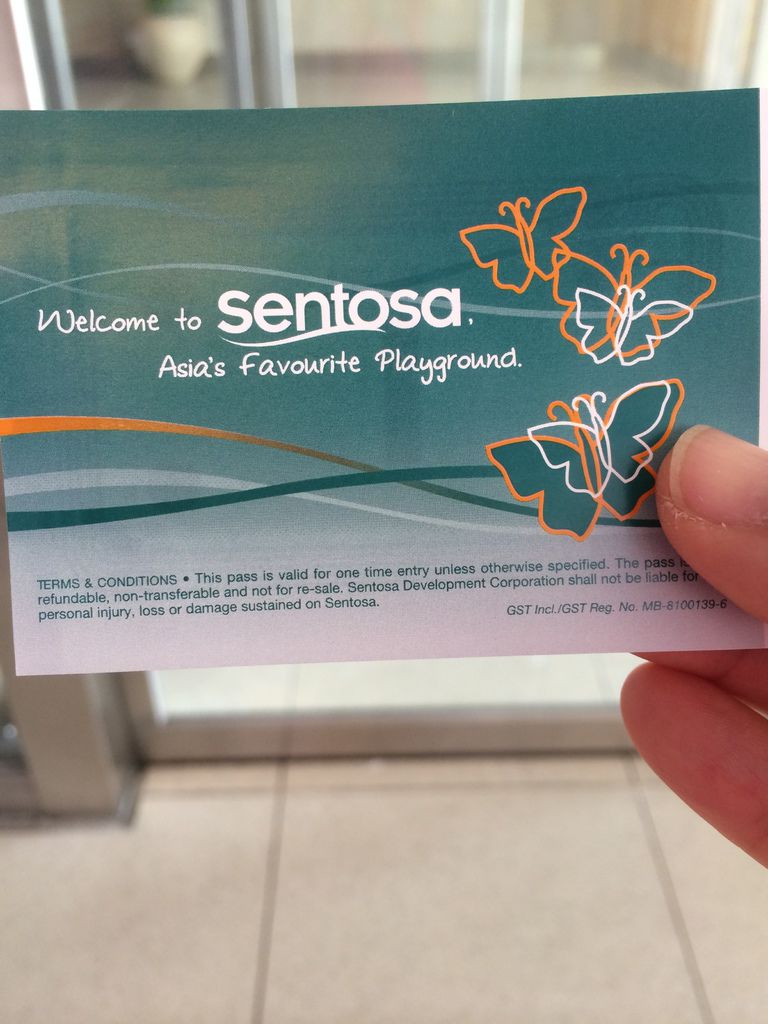 Welcome to sentosa,
Asia's Favourite Playground.
TERMS & CONDITIONS • This pass is valid for one time entry unless otherwise specified. The pass is
refundable, non-transferable and not for re-sale. Sentosa Development Corporation shall not be liable for
personal injury, loss or damage sustained on Sentosa.
GST Incl./GST Reg. No. MB-8100139-6